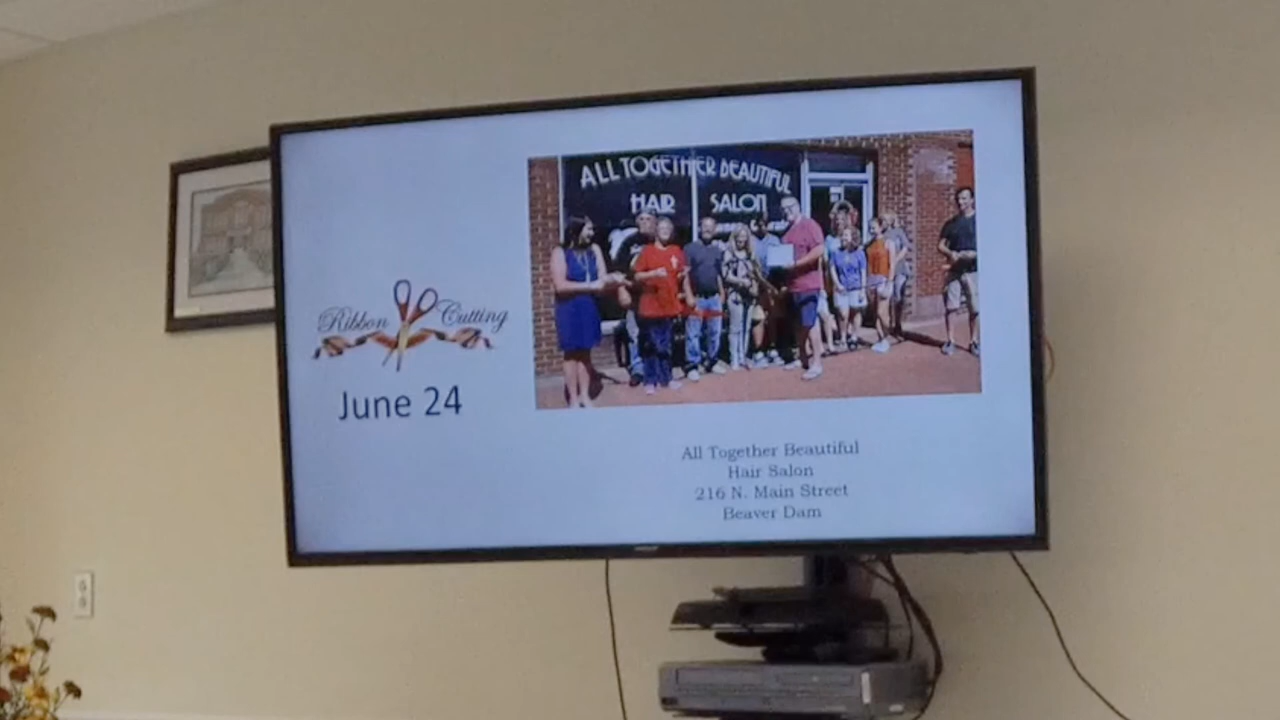 ALL TOGETHER BEAUTIFUL
HAIR SALON
Ribbon Cutting
June 24
All Together Beautiful
Hair Salon
216 N. Main Street
Beaver Dam